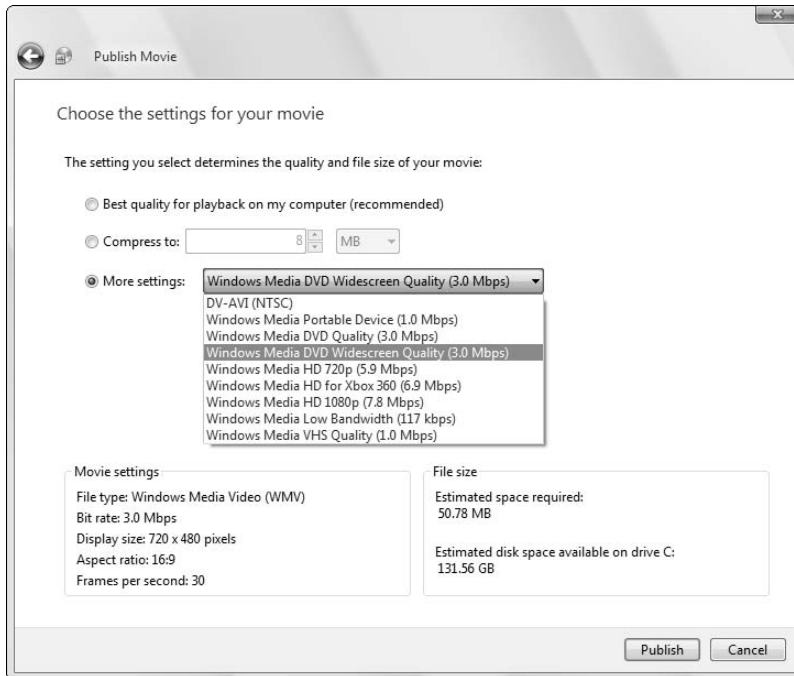 Publish Movie
Choose the settings for your movie
The setting you select determines the quality and file size of your movie:
Best quality for playback on my computer (recommended)
Compress to: 8 MB
More settings: Windows Media DVD Widescreen Quality (3.0 Mbps)
DV-AVI (NTSC)
Windows Media Portable Device (1.0 Mbps)
Windows Media DVD Quality (3.0 Mbps)
Windows Media DVD Widescreen Quality (3.0 Mbps)
Windows Media HD 720p (5.9 Mbps)
Windows Media HD for Xbox 360 (6.9 Mbps)
Windows Media HD 1080p (7.8 Mbps)
Windows Media Low Bandwidth (117 kbps)
Windows Media VHS Quality (1.0 Mbps)
Movie settings
File type: Windows Media Video (WMV)
Bit rate: 3.0 Mbps
Display size: 720 x 480 pixels
Aspect ratio: 16:9
Frames per second: 30
File size
Estimated space required:
50.78 MB
Estimated disk space available on drive C:
131.56 GB
Publish
Cancel